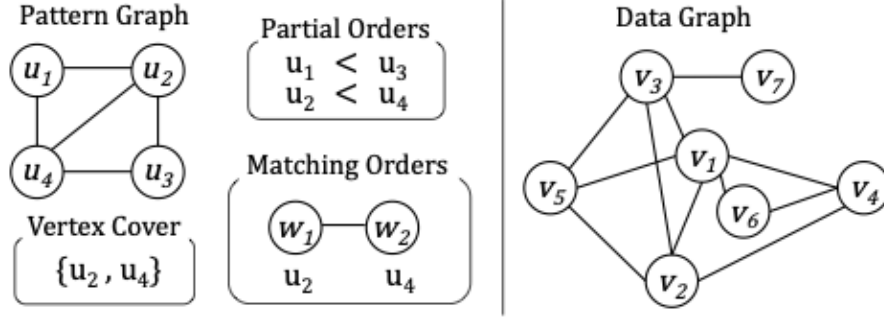 Pattern Graph
u1 u2
u4 u3
Vertex Cover
{u2 , u4}
Partial Orders
u1 < u3
u2 < u4
Matching Orders
w1 w2
u2 u4
Data Graph
v3 v7
v1
v5 v6 v4
v2